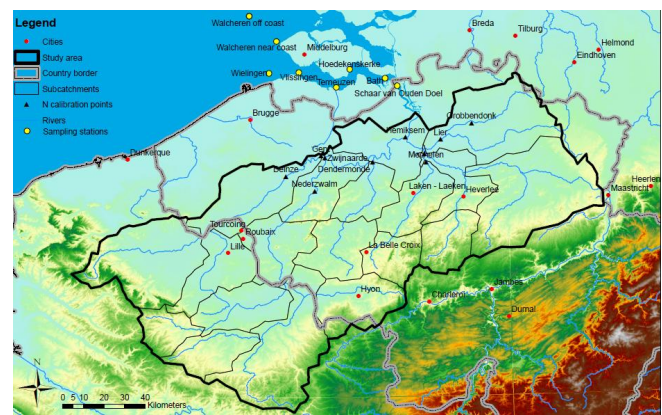 Legend
Cities
Study area
Country border
Subcatchments
N calibration points
Rivers
Sampling stations
Walcheren off coast
Walcheren near coast
Middelburg
Hoedekenskerke
Wielingen
Vlissingen
Terneuzen
Bath
Schaar van Ouden Doel
Breda
Tilburg
Helmond
Eindhoven
Brugge
Dunkerque
Grobbendonk
Hemiksem
Lier
Gent
Zwijnaarde
Mechelen
Deinze
Dendermonde
Nederzwalm
Laken - Laeken
Heverlee
Heerlen
Maastricht
Tourcoing
Roubaix
Lille
La Belle Croix
Hyon
Charleroi
Jambes
N
0 5 10 20 30 40
Kilometers